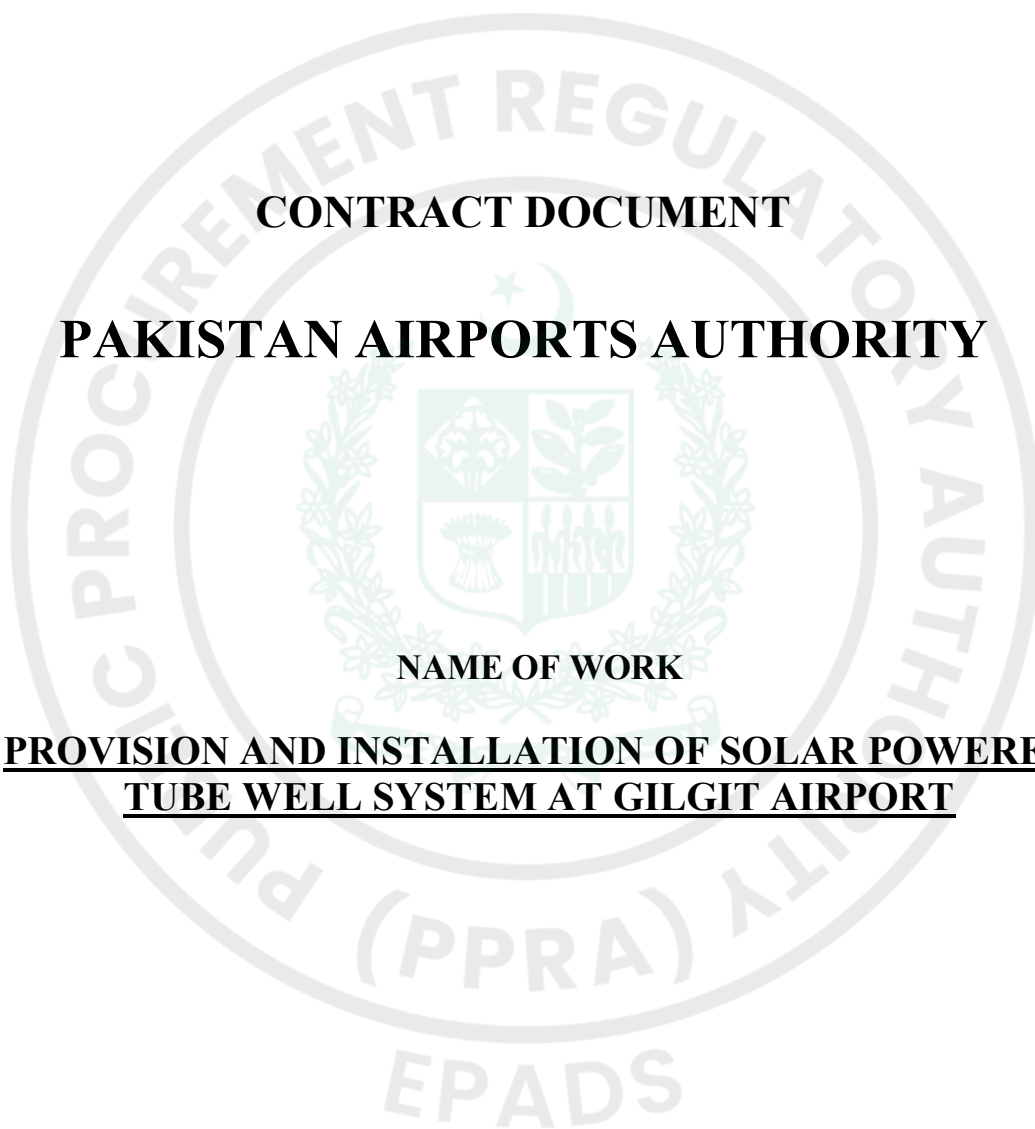 CONTRACT DOCUMENT
PAKISTAN AIRPORTS AUTHORITY
NAME OF WORK
PROVISION AND INSTALLATION OF SOLAR POWERE
TUBE WELL SYSTEM AT GILGIT AIRPORT
PUBLIC PROCUREMENT REGULATORY AUTHORITY
(PPRA)
EPADS